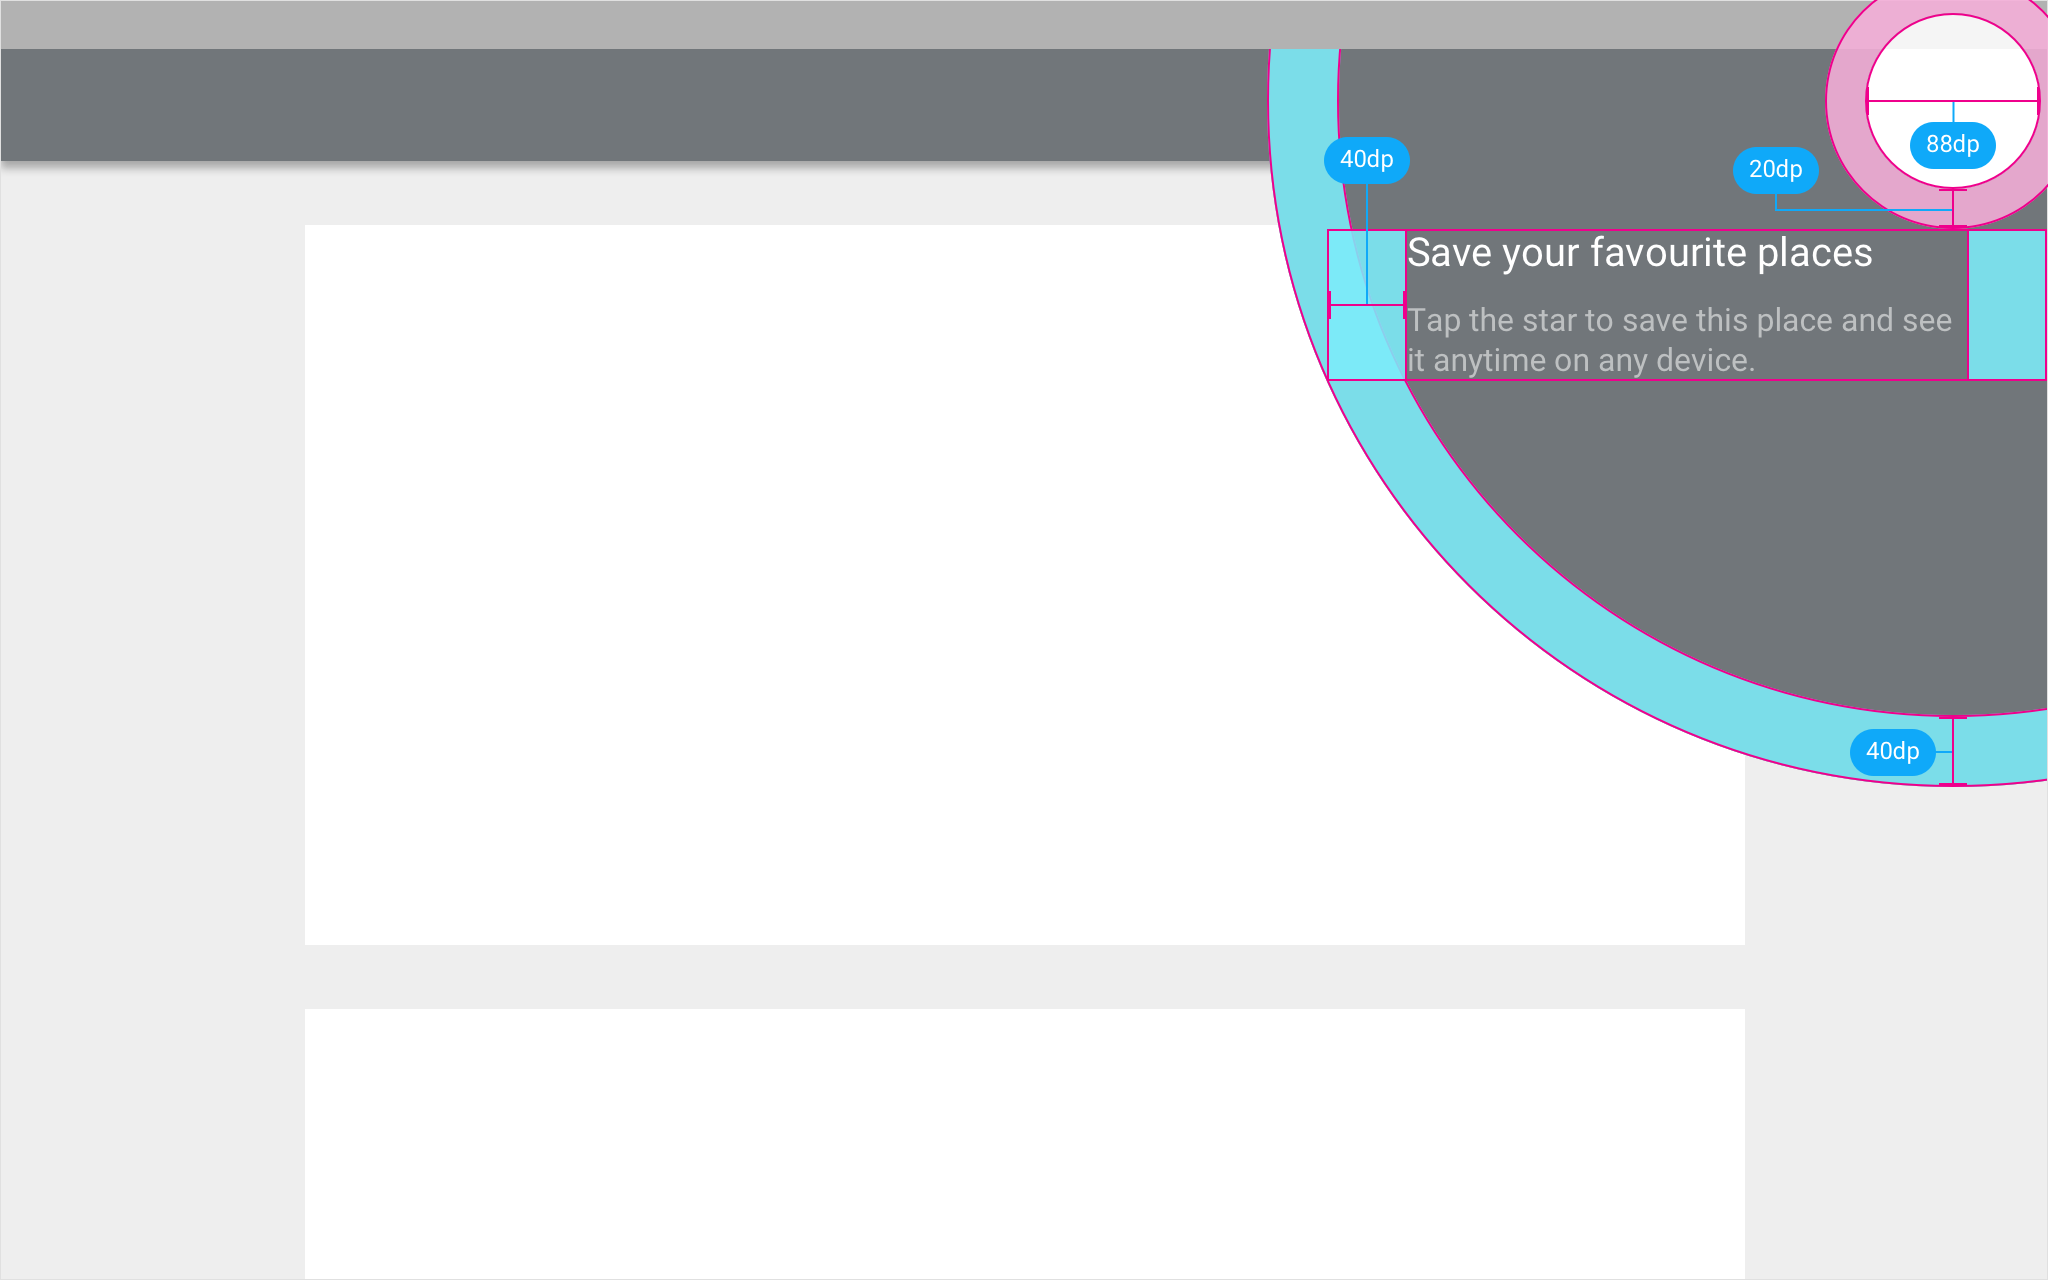 88dp
40dp
20dp
Save your favourite places
Tap the star to save this place and see
it anytime on any device.
40dp